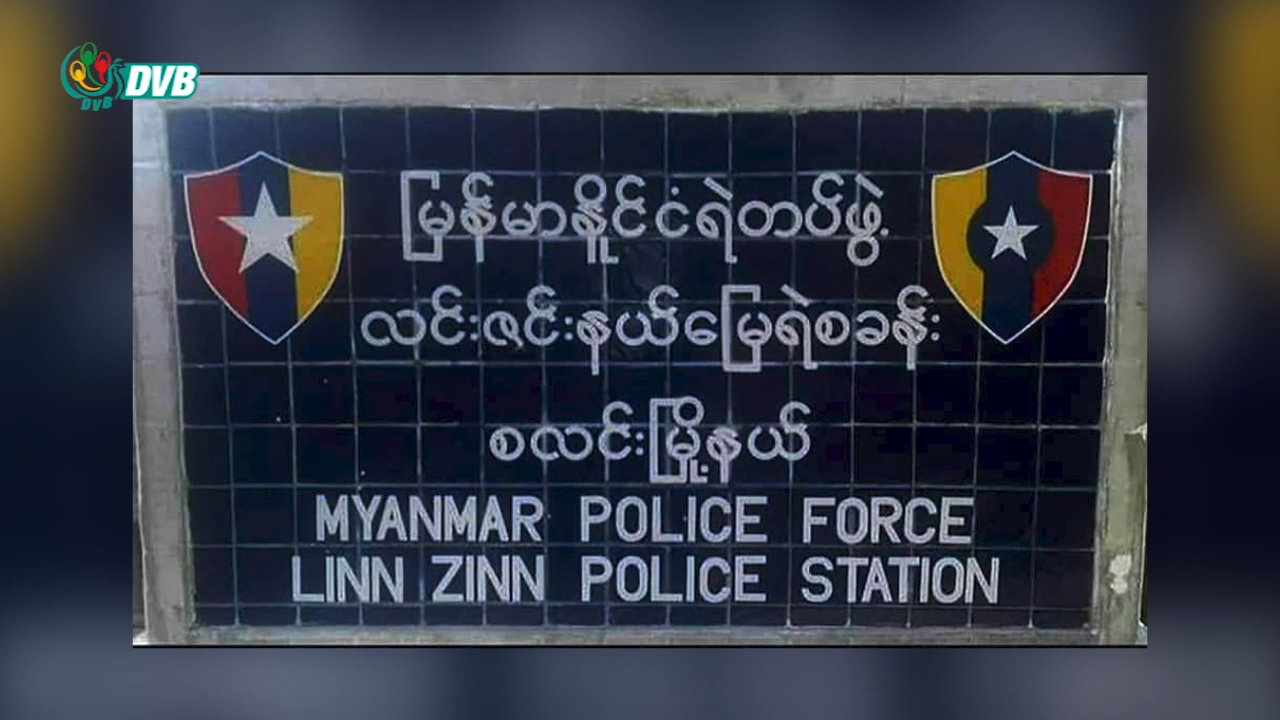 DVB
DVB
မြန်မာနိုင်ငံရဲတပ်ဖွဲ့
လင်းဇင်းနယ်မြေရဲစခန်း
စလင်းမြို့နယ်
MYANMAR POLICE FORCE
LINN ZINN POLICE STATION